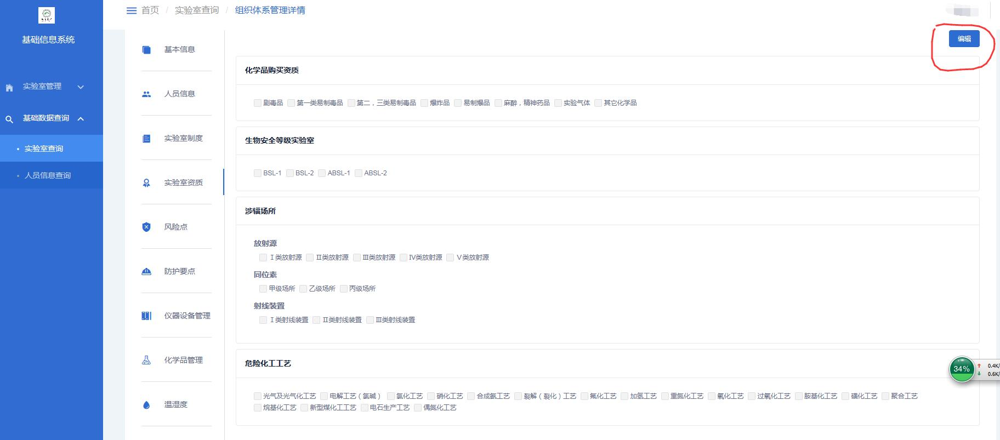 首页 / 实验室查询 / 组织体系管理详情
基础信息系统
实验室管理
基础数据查询
实验室查询
人员信息查询
基本信息
人员信息
实验室制度
实验室资质
风险点
防护要点
仪器设备管理
化学品管理
温湿度
编辑
化学品购买资质
剧毒品 第一类易制毒品 第二，三类易制毒品 爆炸品 易制爆品 麻醉，精神药品 实验气体 其它化学品
生物安全等级实验室
BSL-1 BSL-2 ABSL-1 ABSL-2
涉辐场所
放射源
Ⅰ类放射源 Ⅱ类放射源 Ⅲ类放射源 Ⅳ类放射源 Ⅴ类放射源
同位素
甲级场所 乙级场所 丙级场所
射线装置
Ⅰ类射线装置 Ⅱ类射线装置 Ⅲ类射线装置
危险化工工艺
光气及光气化工艺 电解工艺（氯碱） 氯化工艺 硝化工艺 合成氨工艺 裂解（裂化）工艺 氟化工艺 加氢工艺 重氮化工艺 氧化工艺 过氧化工艺 胺基化工艺 磺化工艺 聚合工艺
烷基化工艺 新型煤化工工艺 电石生产工艺 偶氮化工艺
34%
0.4K/
0.6K/